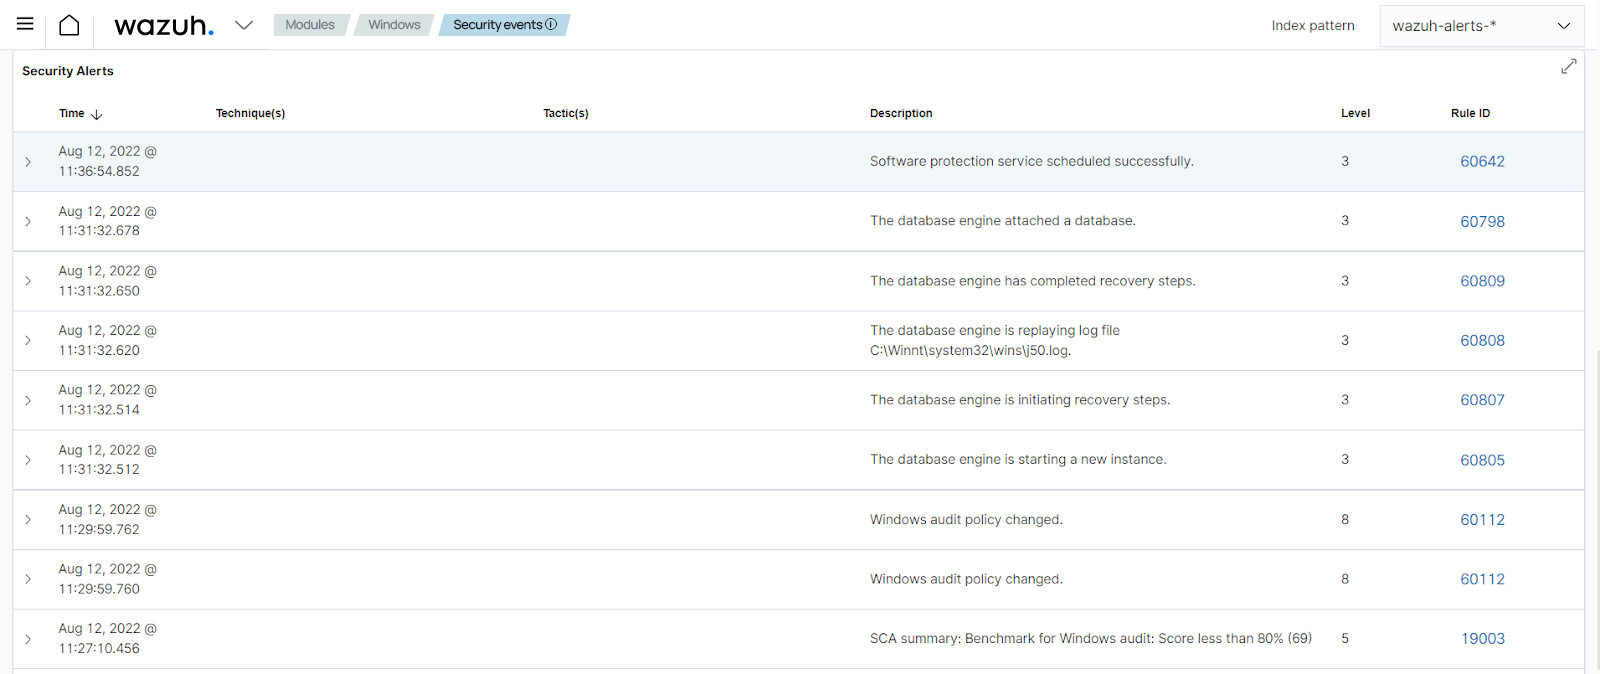 wazuh.
Modules
Windows
Security events
Index pattern
wazuh-alerts-*
Security Alerts
Time Technique(s) Tactic(s) Description Level Rule ID
Aug 12, 2022 @
11:36:54.852
Software protection service scheduled successfully. 3 60642
Aug 12, 2022 @
11:31:32.678
The database engine attached a database. 3 60798
Aug 12, 2022 @
11:31:32.650
The database engine has completed recovery steps. 3 60809
Aug 12, 2022 @
11:31:32.620
The database engine is replaying log file
C:\Winnt\system32\wins\j50.log.
3 60808
Aug 12, 2022 @
11:31:32.514
The database engine is initiating recovery steps. 3 60807
Aug 12, 2022 @
11:31:32.512
The database engine is starting a new instance. 3 60805
Aug 12, 2022 @
11:29:59.762
Windows audit policy changed. 8 60112
Aug 12, 2022 @
11:29:59.760
Windows audit policy changed. 8 60112
Aug 12, 2022 @
11:27:10.456
SCA summary: Benchmark for Windows audit: Score less than 80% (69) 5 19003